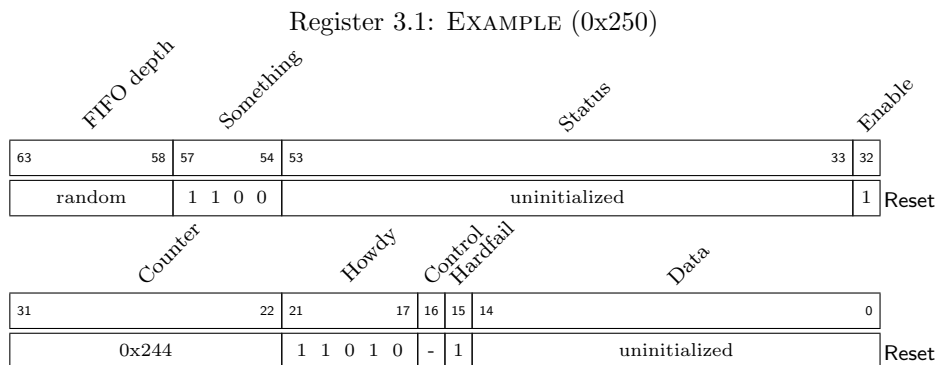 Register 3.1: EXAMPLE (0x250)
FIFO depth Something Status Enable
63 58 57 54 53 33 32
random 1 1 0 0 uninitialized 1 Reset
Counter Howdy Control Hardfail Data
31 22 21 17 16 15 14 0
0x244 1 1 0 1 0 - 1 uninitialized Reset